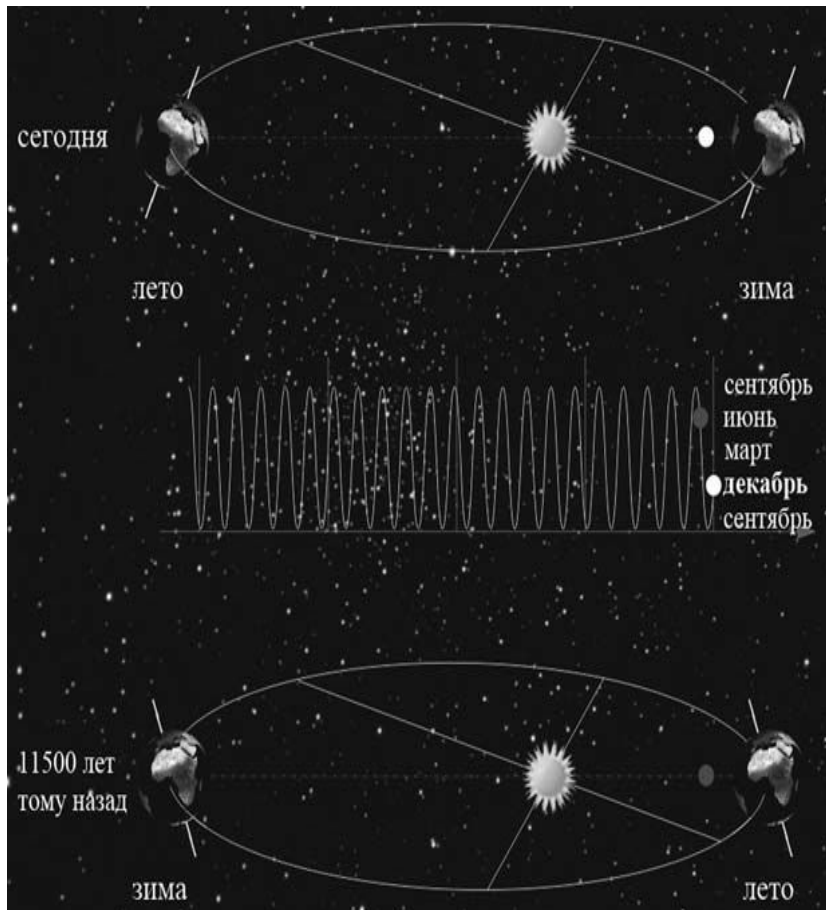 сегодня
лето
зима
сентябрь
июнь
март
декабрь
сентябрь
11500 лет
тому назад
зима
лето